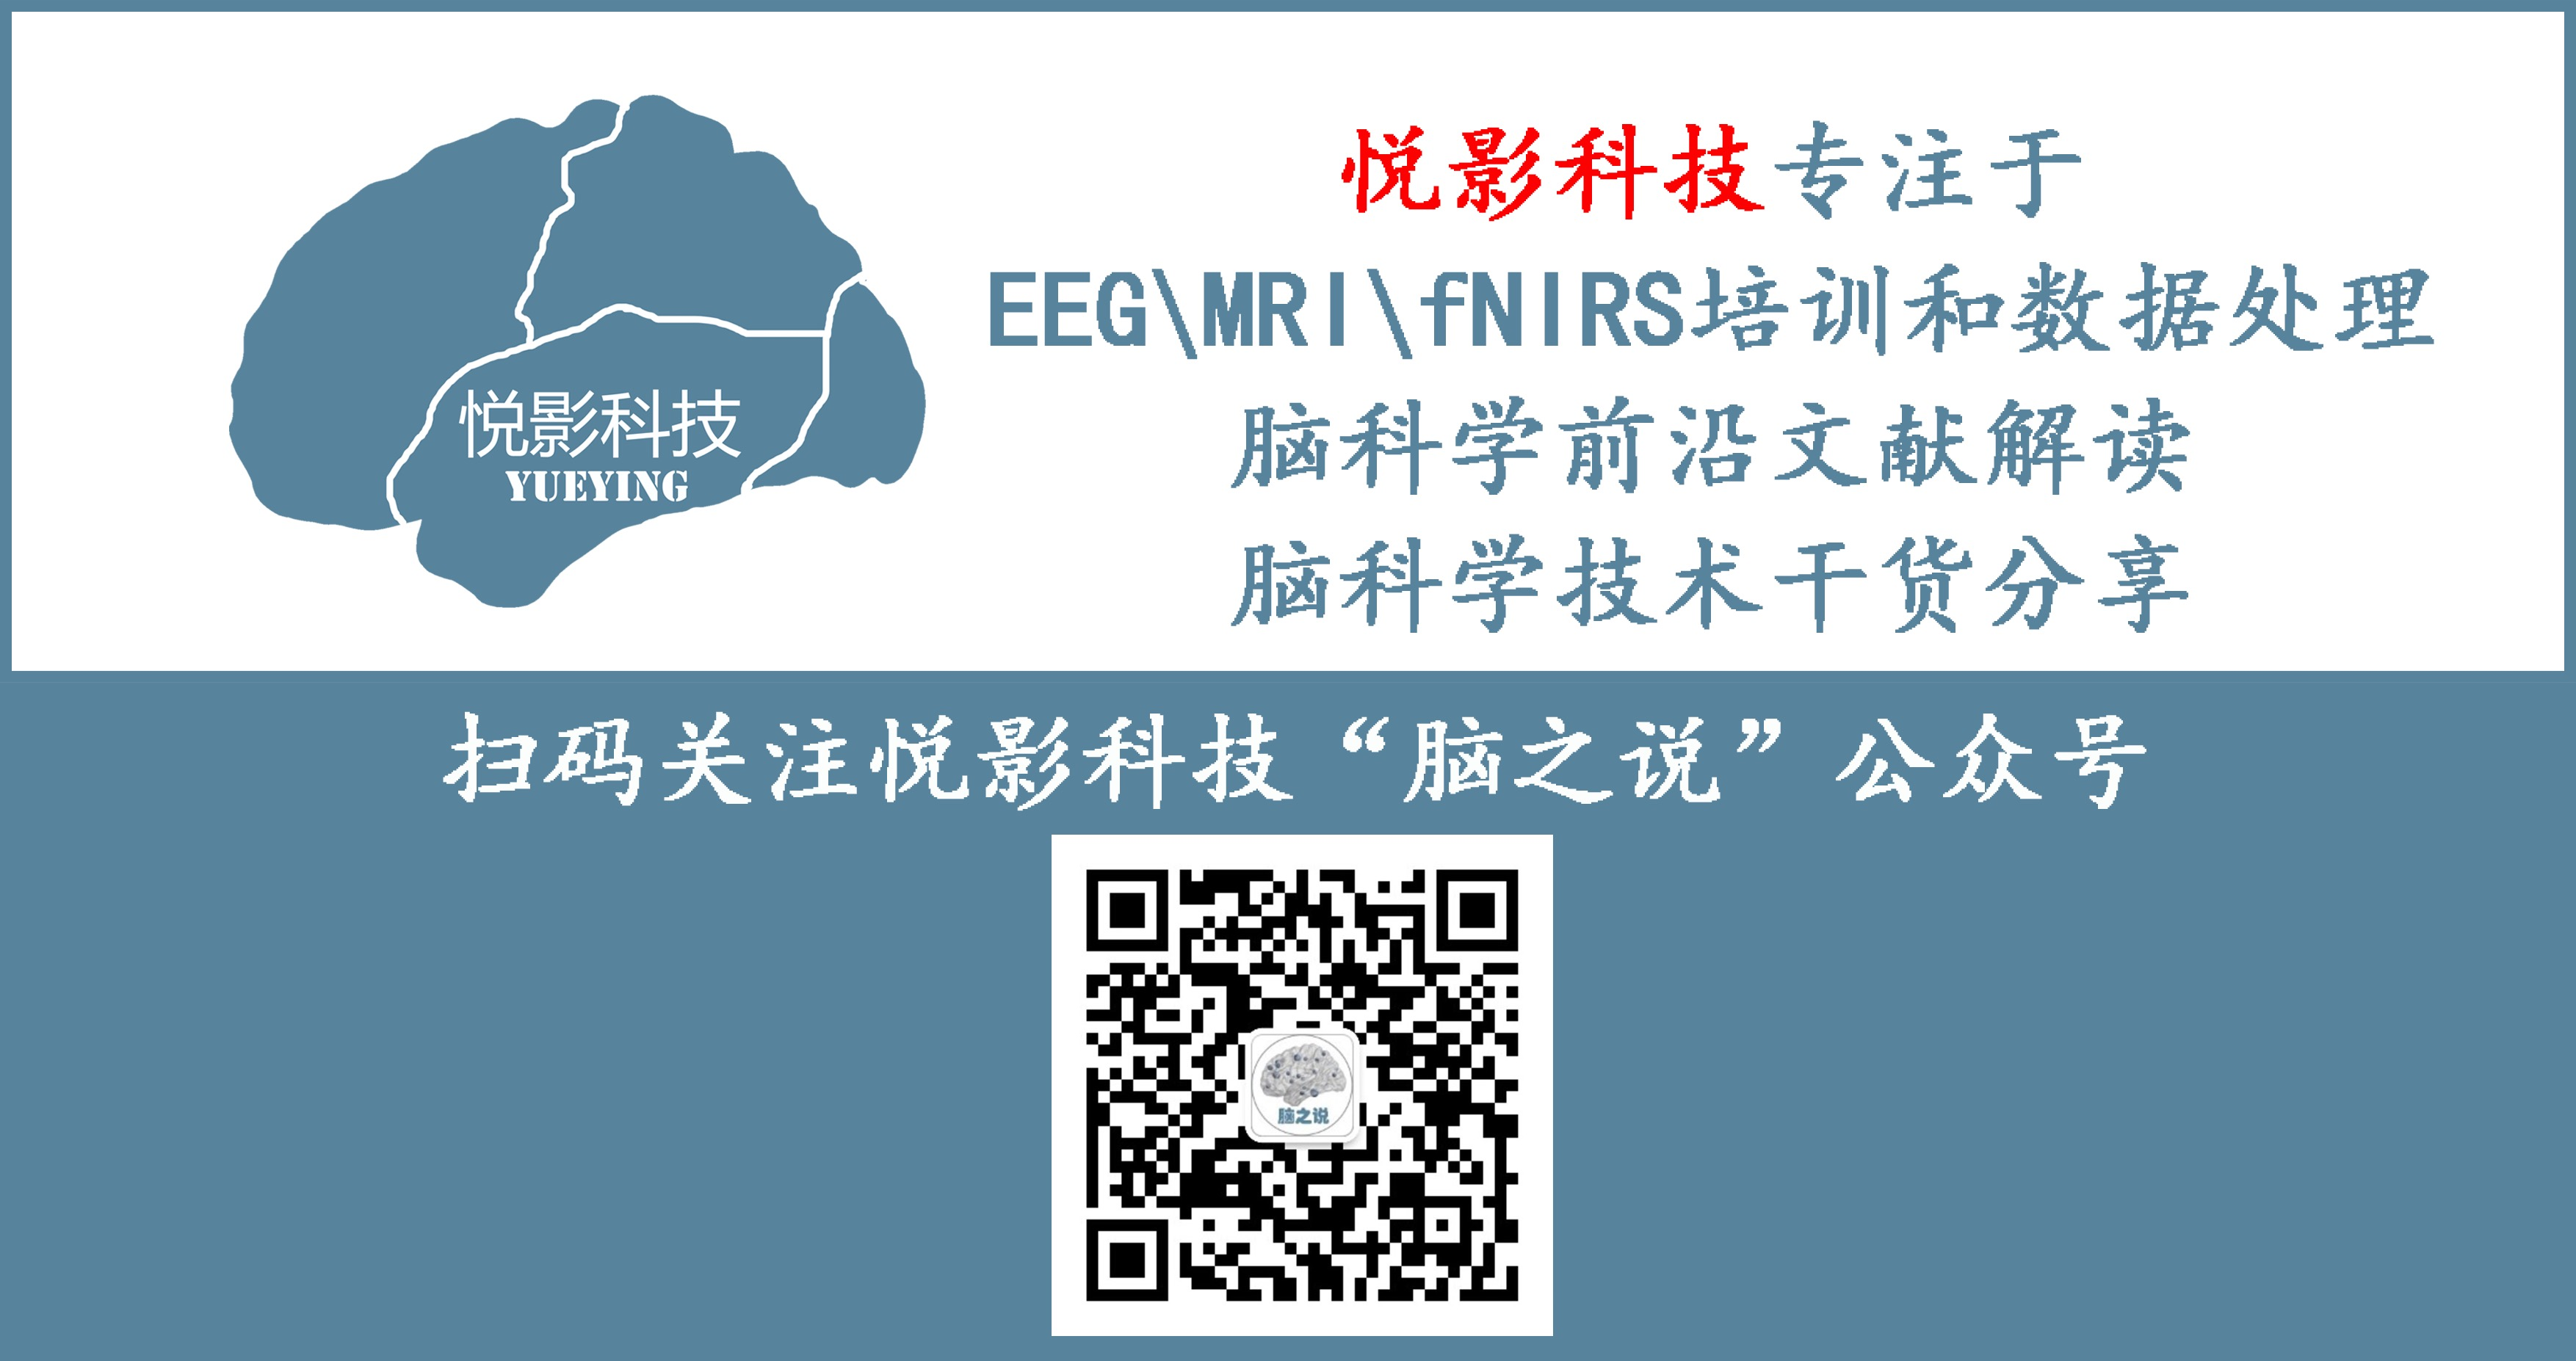 悦影科技
YUEYING
悦影科技专注于
EEG\MRI\fNIRS培训和数据处理
脑科学前沿文献解读
脑科学技术干货分享
扫码关注悦影科技“脑之说”公众号
脑之说